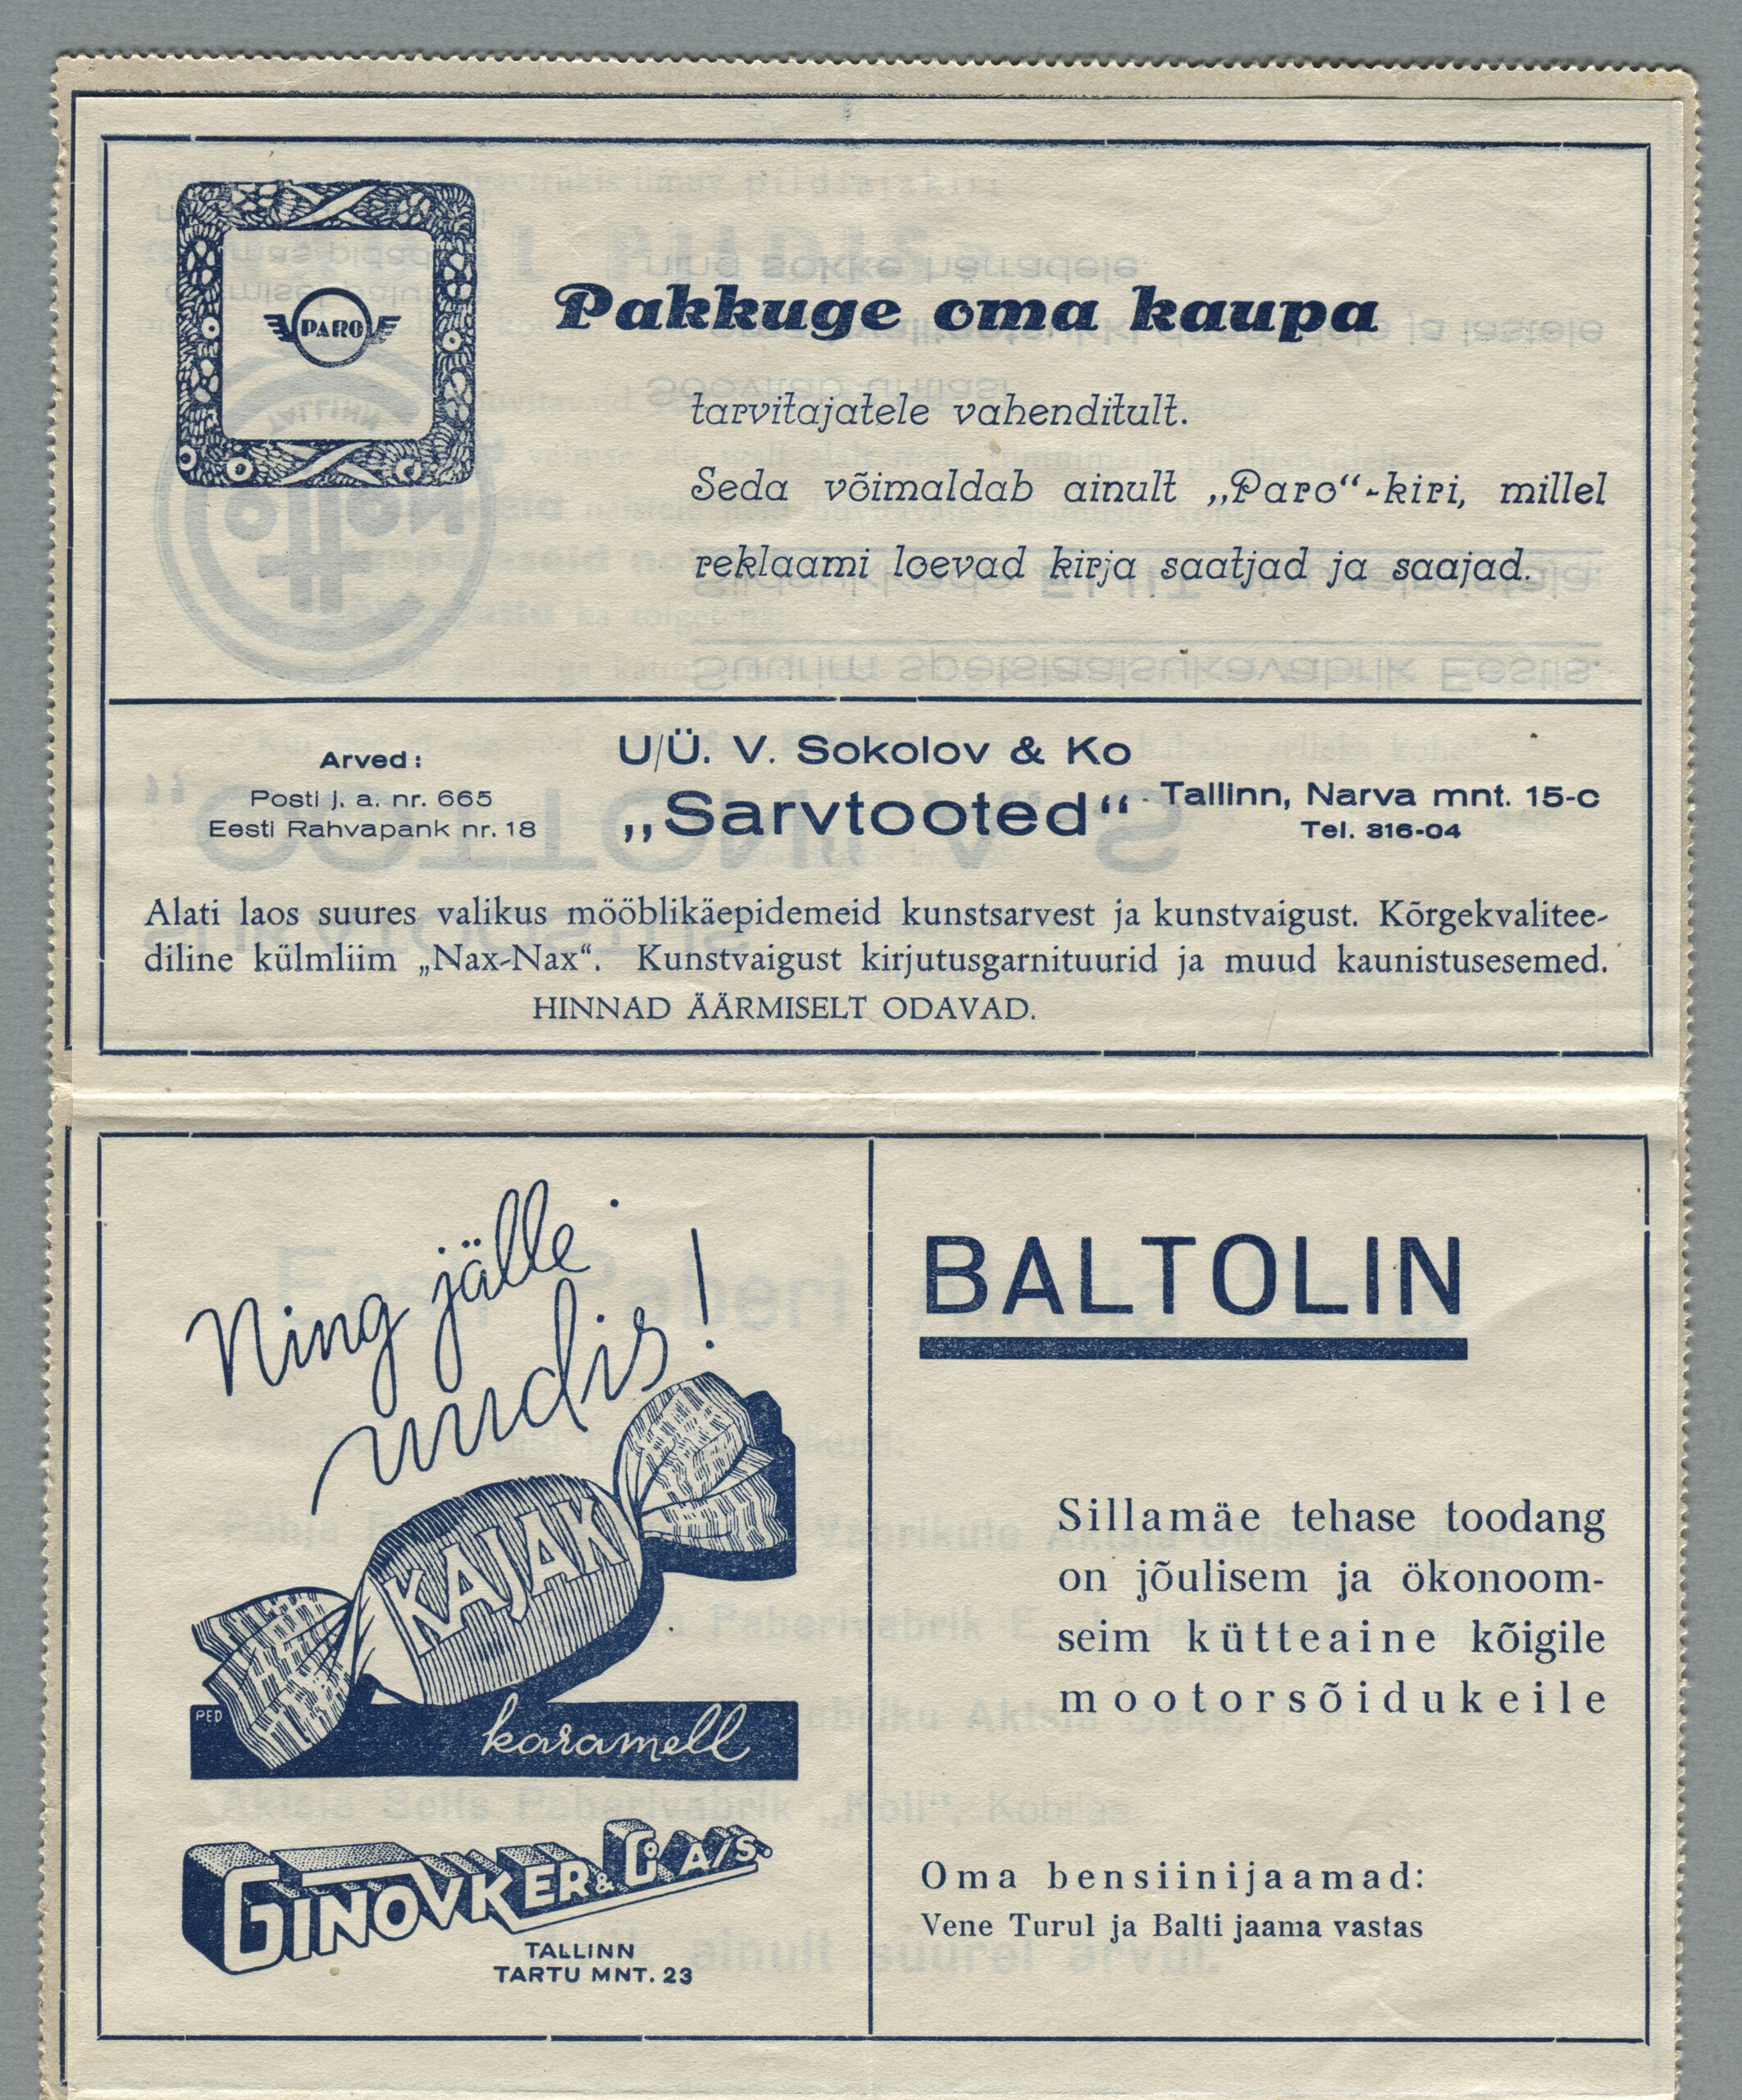 PARO
Pakkuge oma kaupa
tarvitajatele vahenditult.
Seda võimaldab ainult „Paro“-kiri, millel
reklaami loevad kirja saatjad ja saajad.
Arved:
Posti j. a. nr. 665
Eesti Rahvapank nr. 18
U/Ü. V. Sokolov & Ko
„Sarvtooted“
Tallinn, Narva mnt. 15-c
Tel. 316-04
Alati laos suures valikus mööblikäepidemeid kunstsarvest ja kunstvaigust. Kõrgekvalitee-
diline külmliim „Nax-Nax“. Kunstvaigust kirjutusgarnituurid ja muud kaunistusesemed.
HINNAD ÄÄRMISELT ODAVAD.
Ning jälle
uudis!
KAJAK
PED
karamell
GINOVKER & Co A/S.
TALLINN
TARTU MNT. 23
BALTOLIN
Sillamäe tehase toodang
on jõulisem ja ökonoom-
seim kütteaine kõigile
mootorsõidukeile
Oma bensiinijaamad:
Vene Turul ja Balti jaama vastas